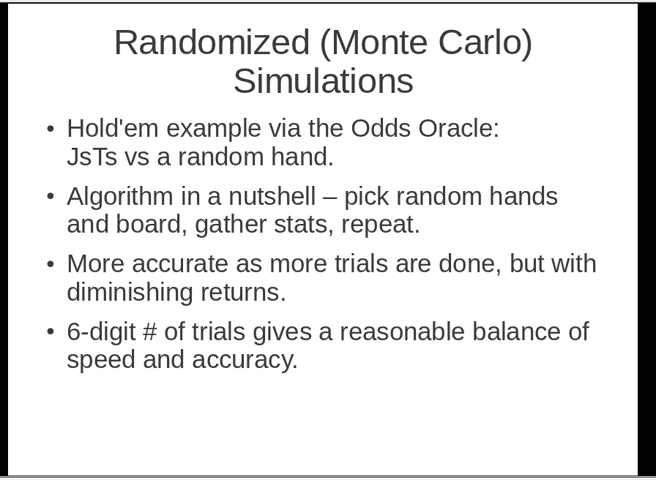 Randomized (Monte Carlo)
Simulations
• Hold'em example via the Odds Oracle:
JsTs vs a random hand.
• Algorithm in a nutshell – pick random hands
and board, gather stats, repeat.
• More accurate as more trials are done, but with
diminishing returns.
• 6-digit # of trials gives a reasonable balance of
speed and accuracy.